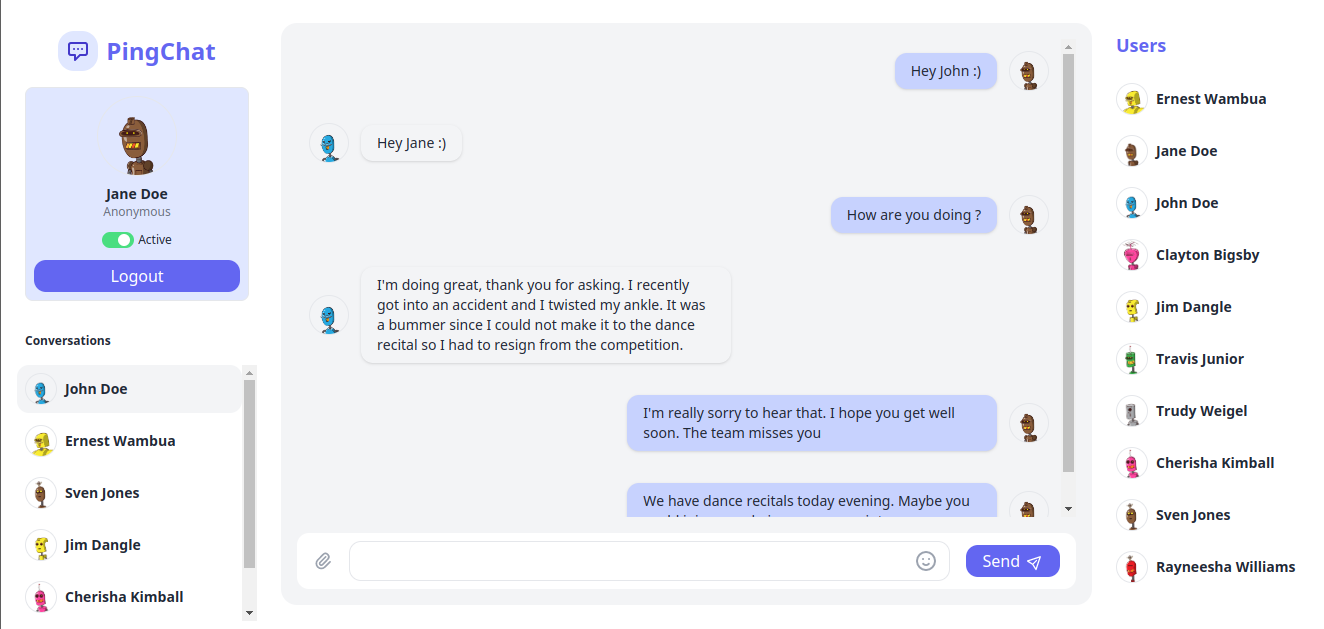 PingChat
Jane Doe
Anonymous
Active
Logout
Conversations
John Doe
Ernest Wambua
Sven Jones
Jim Dangle
Cherisha Kimball
Hey John :)
Hey Jane :)
How are you doing ?
I'm doing great, thank you for asking. I recently
got into an accident and I twisted my ankle. It was
a bummer since I could not make it to the dance
recital so I had to resign from the competition.
I'm really sorry to hear that. I hope you get well
soon. The team misses you
We have dance recitals today evening. Maybe you
Send
Users
Ernest Wambua
Jane Doe
John Doe
Clayton Bigsby
Jim Dangle
Travis Junior
Trudy Weigel
Cherisha Kimball
Sven Jones
Rayneesha Williams